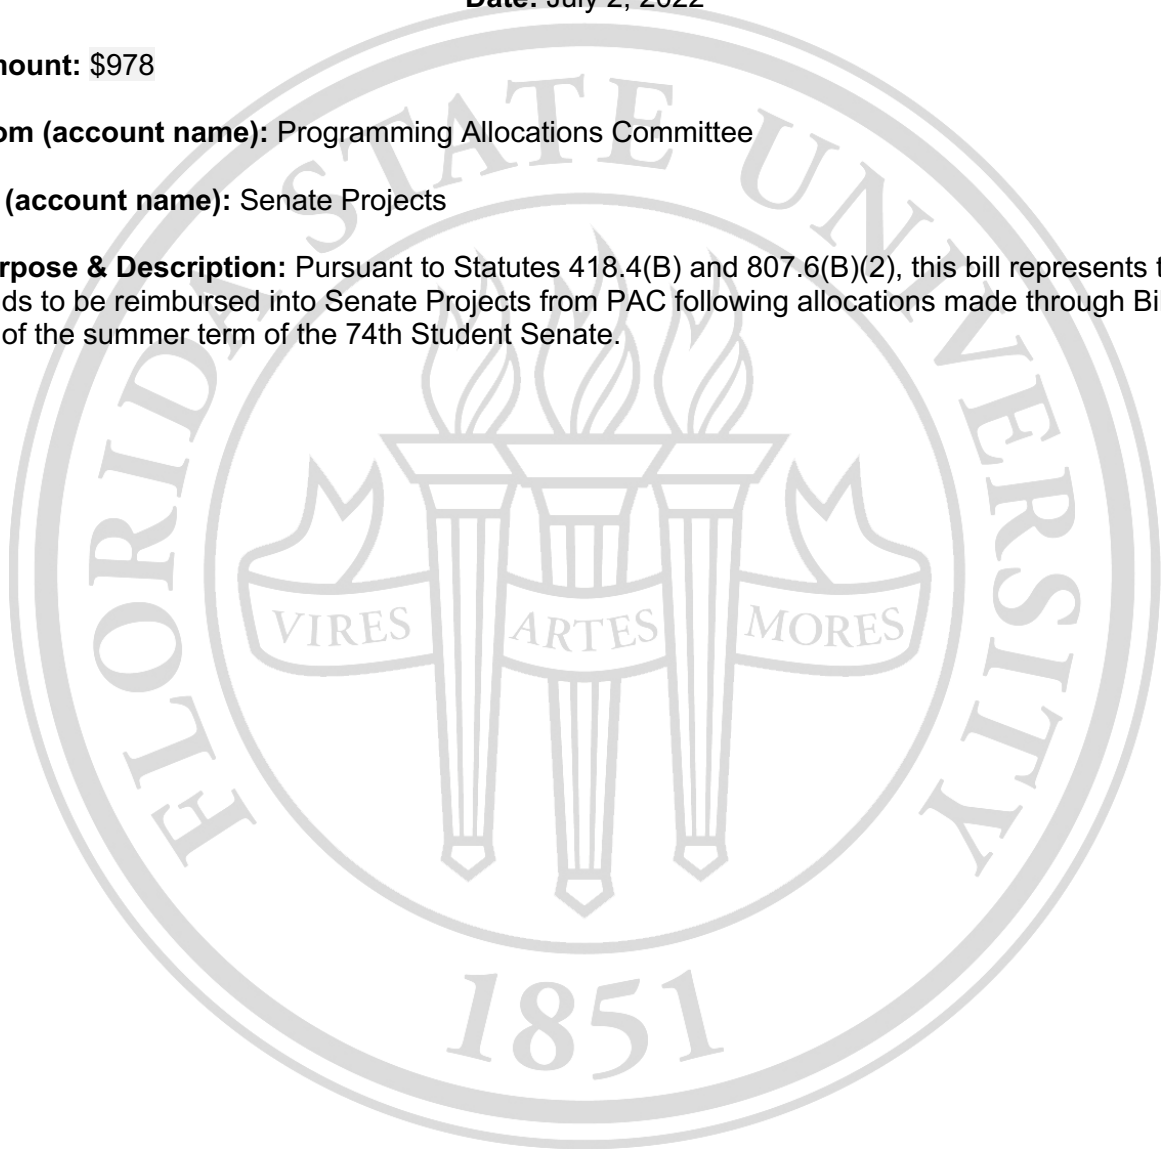 Date: July 2, 2022
mount: $978
om (account name): Programming Allocations Committee
(account name): Senate Projects
rpose & Description: Pursuant to Statutes 418.4(B) and 807.6(B)(2), this bill represents t
ds to be reimbursed into Senate Projects from PAC following allocations made through Bi
of the summer term of the 74th Student Senate.
FLORIDA STATE UNIVERSITY
VIRES ARTES MORES
1851